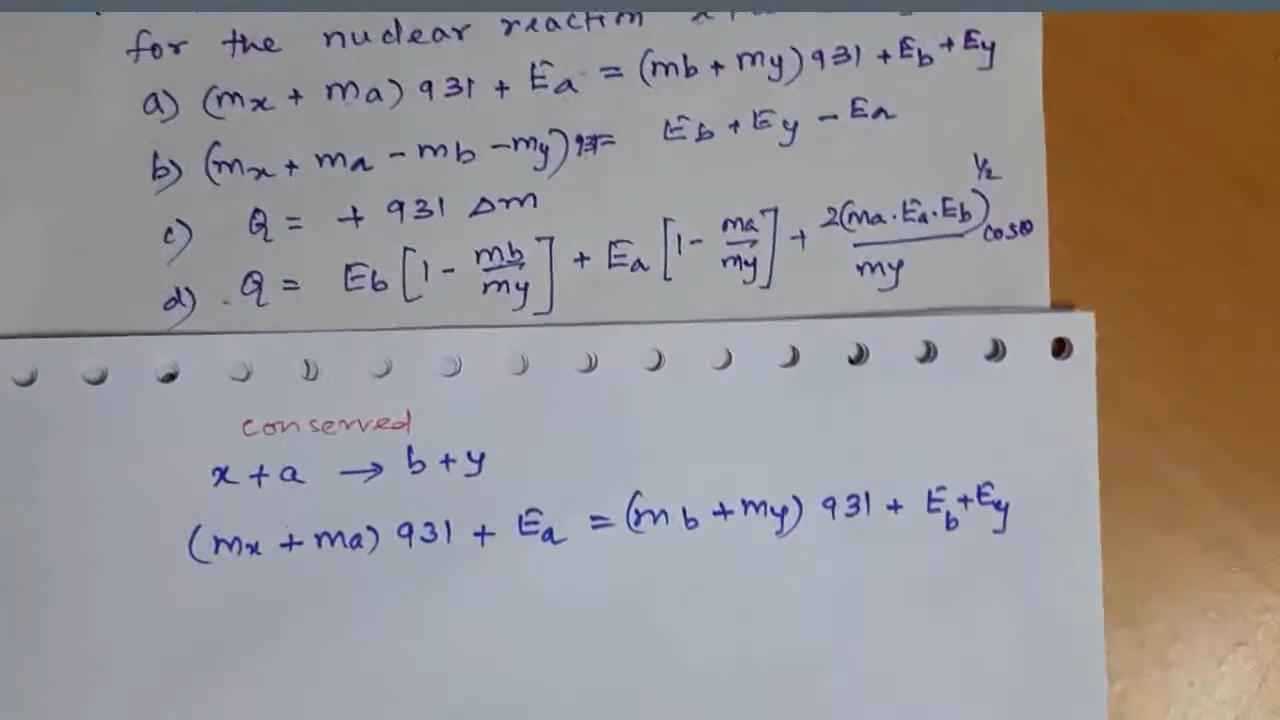 for the nuclear reaction
a) (mx + ma) 931 + Ea = (mb + my) 931 + Eb + Ey
b) (mx + ma - mb - my) = Eb + Ey - Ea
c) Q = + 931 Δm
d) Q = Eb [1 - mb/my] + Ea [1 - ma/my] + 2(ma·Ea·Eb)^1/2 / my cosθ
conserved
x + a → b + y
(mx + ma) 931 + Ea = (mb + my) 931 + Eb + Ey